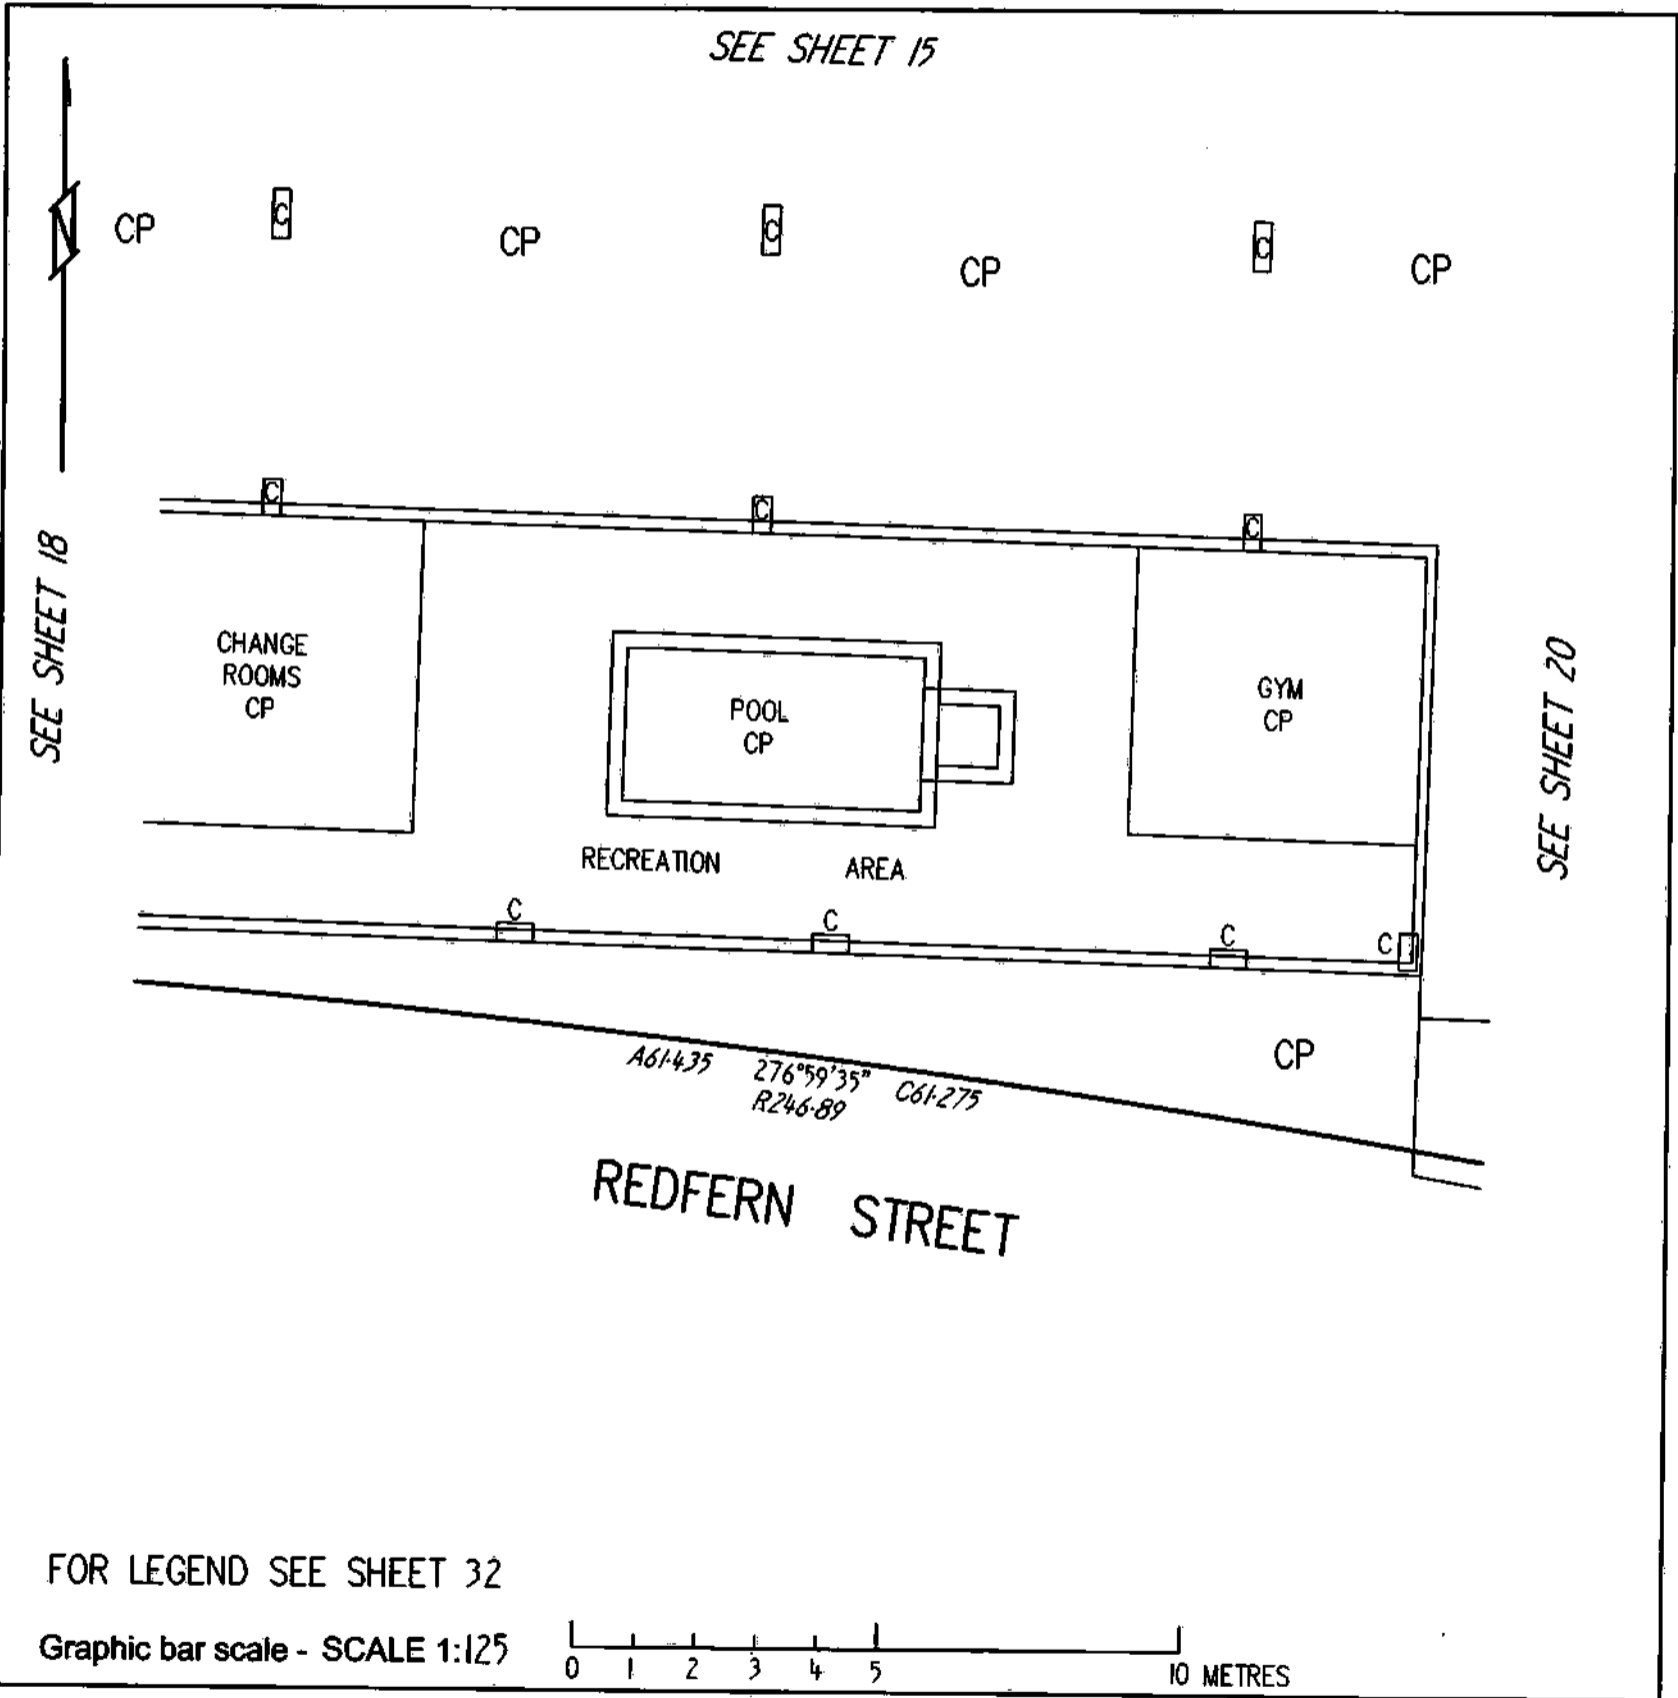 SEE SHEET 15
CP
C
CP
C
CP
C
CP
N
SEE SHEET 18
C
C
C
CHANGE
ROOMS
CP
POOL
CP
GYM
CP
SEE SHEET 20
RECREATION AREA
C
C
C
C
CP
A61·435 276°59'35" C61·275
R246·89
REDFERN STREET
FOR LEGEND SEE SHEET 32
Graphic bar scale - SCALE 1:125
0 1 2 3 4 5 10 METRES